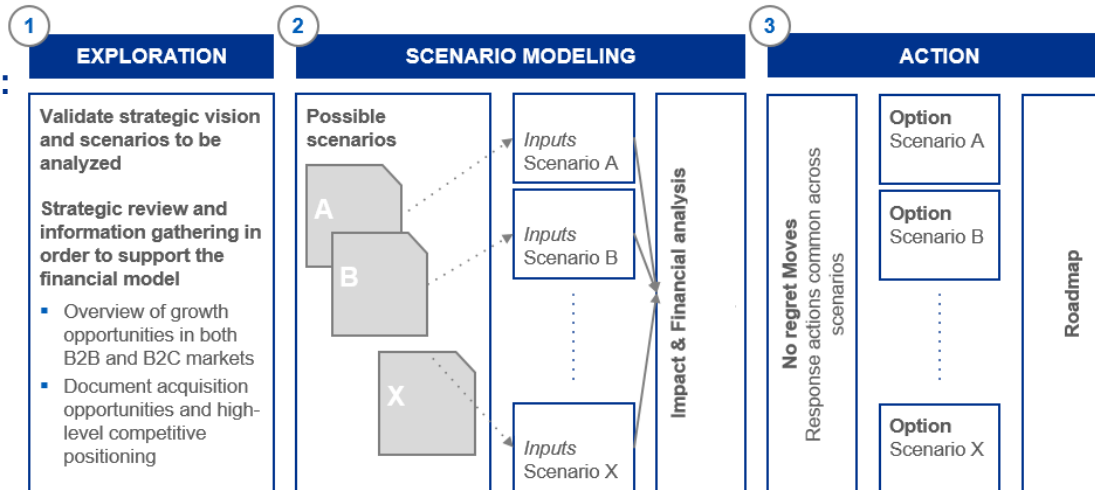 1
EXPLORATION
:
Validate strategic vision
and scenarios to be
analyzed
Strategic review and
information gathering in
order to support the
financial model
▪ Overview of growth
opportunities in both
B2B and B2C markets
▪ Document acquisition
opportunities and high-
level competitive
positioning
2
SCENARIO MODELING
Possible
scenarios
A
B
X
Inputs
Scenario A
Inputs
Scenario B
Inputs
Scenario X
Impact & Financial analysis
3
ACTION
No regret Moves
Response actions common across
scenarios
Option
Scenario A
Option
Scenario B
Option
Scenario X
Roadmap